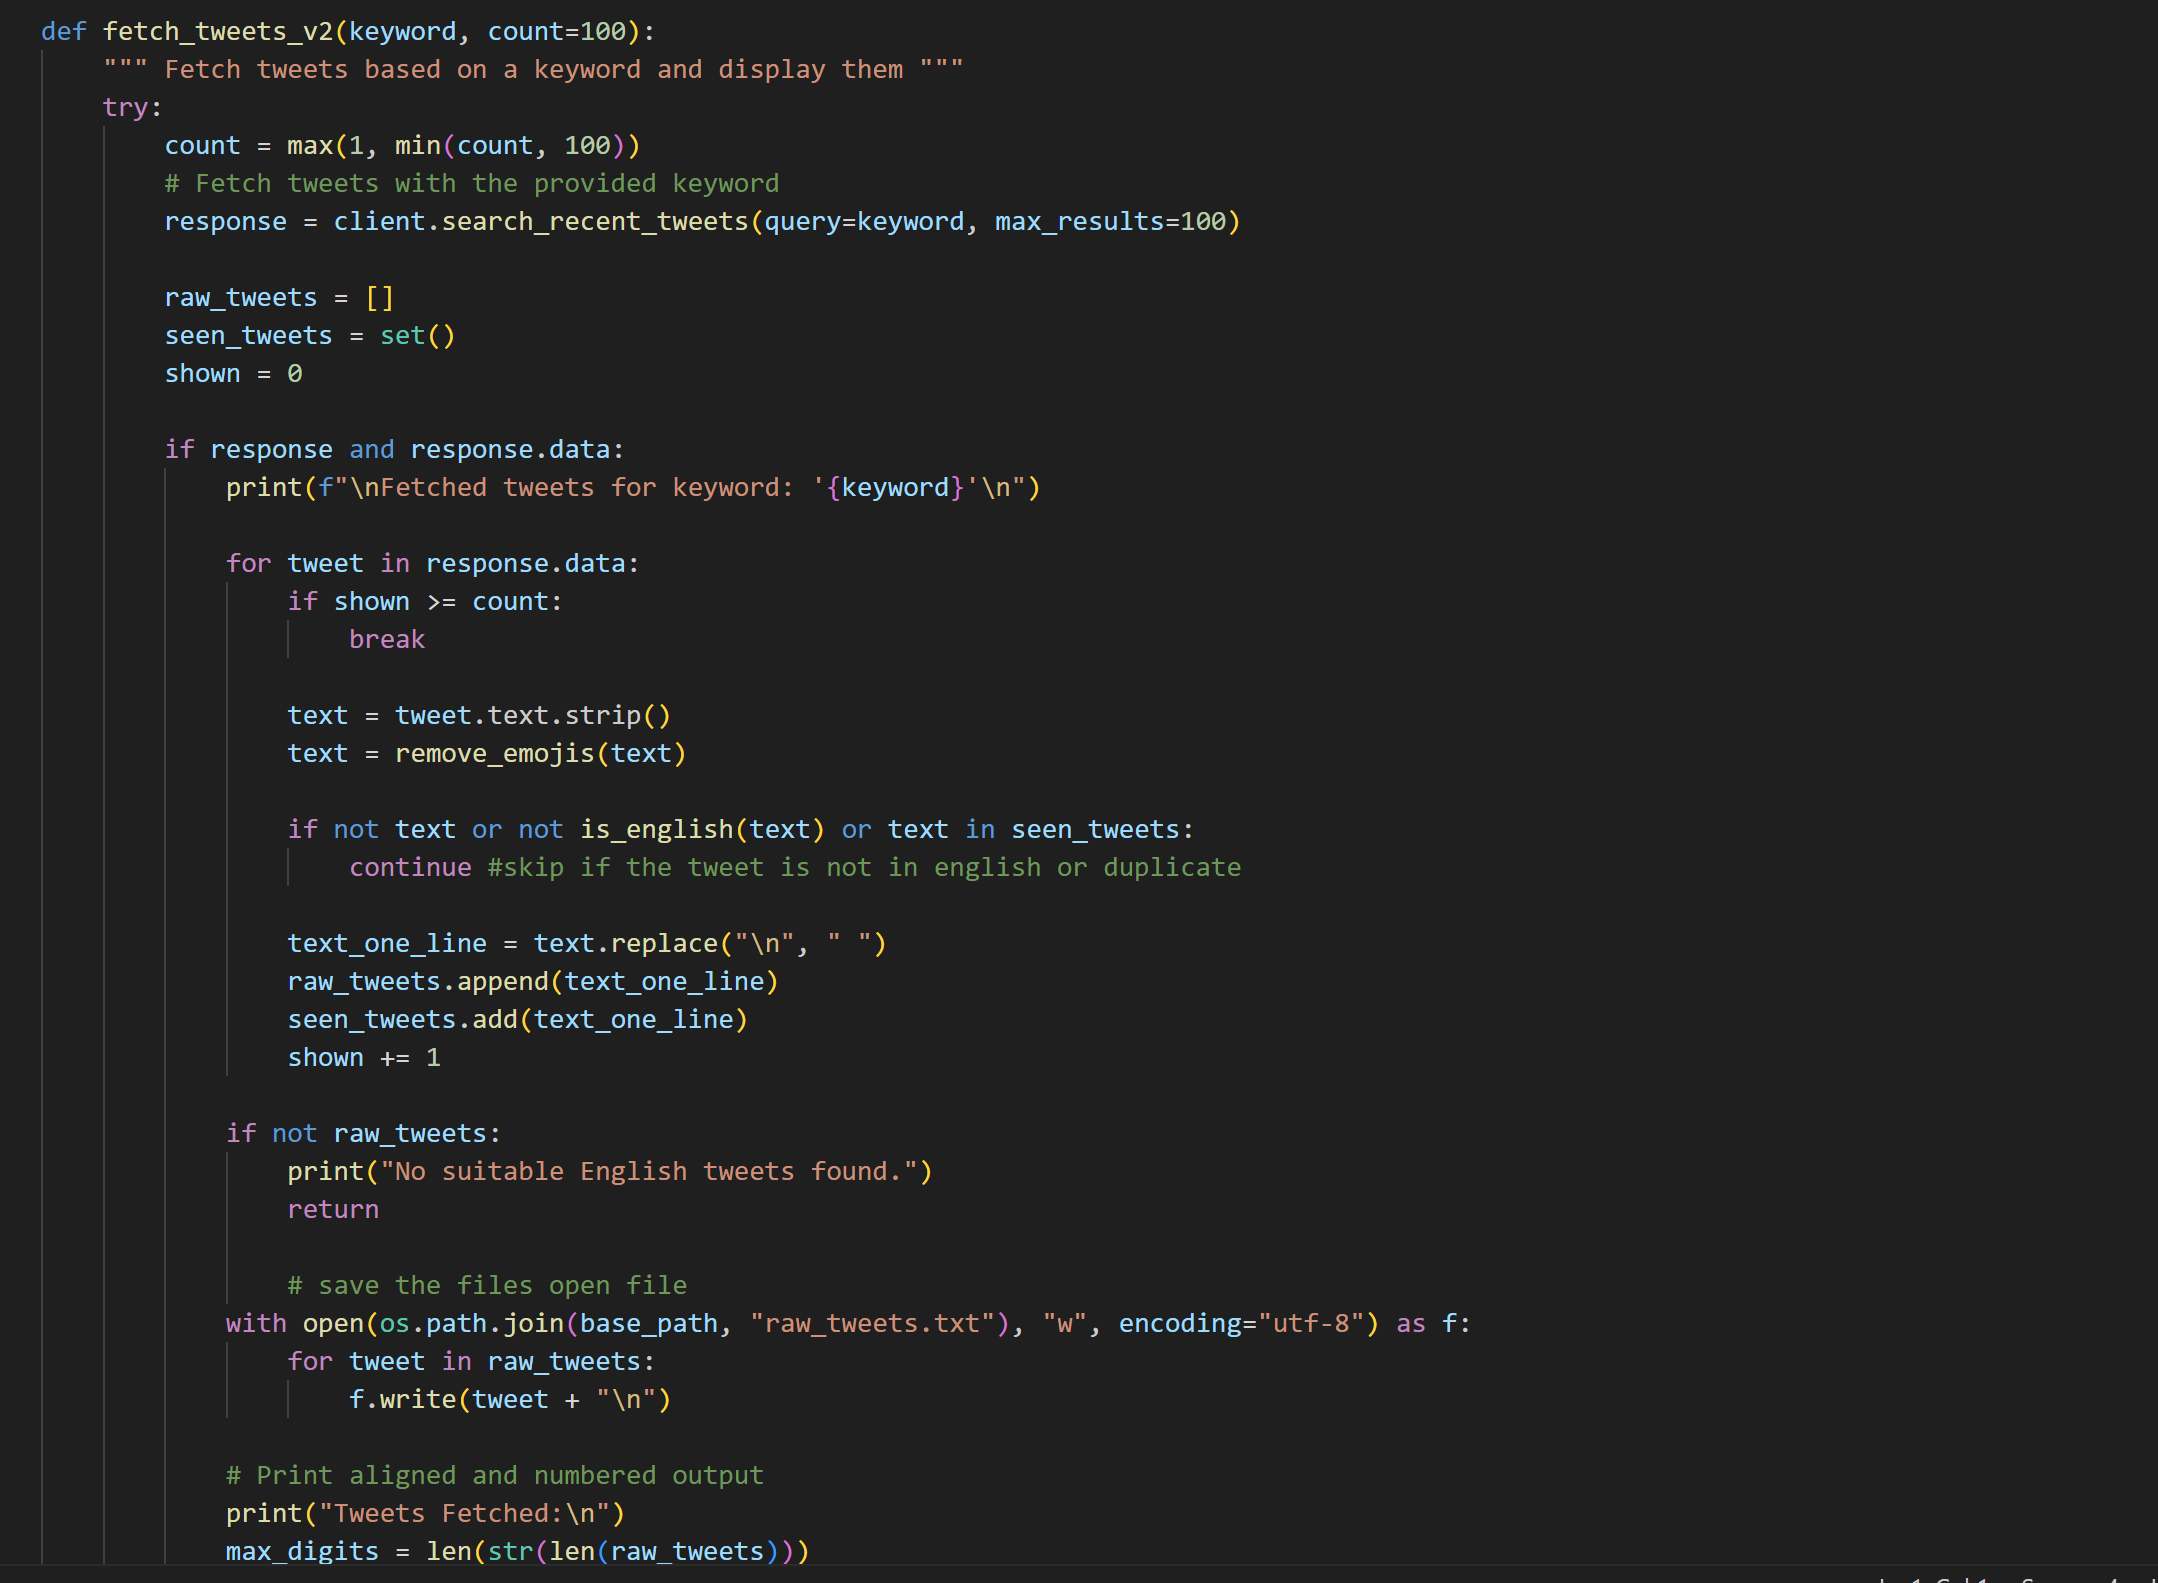 def fetch_tweets_v2(keyword, count=100):
    """ Fetch tweets based on a keyword and display them """
    try:
        count = max(1, min(count, 100))
        # Fetch tweets with the provided keyword
        response = client.search_recent_tweets(query=keyword, max_results=100)

        raw_tweets = []
        seen_tweets = set()
        shown = 0

        if response and response.data:
            print(f"\nFetched tweets for keyword: '{keyword}'\n")

            for tweet in response.data:
                if shown >= count:
                    break

                text = tweet.text.strip()
                text = remove_emojis(text)

                if not text or not is_english(text) or text in seen_tweets:
                    continue #skip if the tweet is not in english or duplicate

                text_one_line = text.replace("\n", " ")
                raw_tweets.append(text_one_line)
                seen_tweets.add(text_one_line)
                shown += 1

            if not raw_tweets:
                print("No suitable English tweets found.")
                return

                # save the files open file
            with open(os.path.join(base_path, "raw_tweets.txt"), "w", encoding="utf-8") as f:
                for tweet in raw_tweets:
                    f.write(tweet + "\n")

            # Print aligned and numbered output
            print("Tweets Fetched:\n")
            max_digits = len(str(len(raw_tweets)))